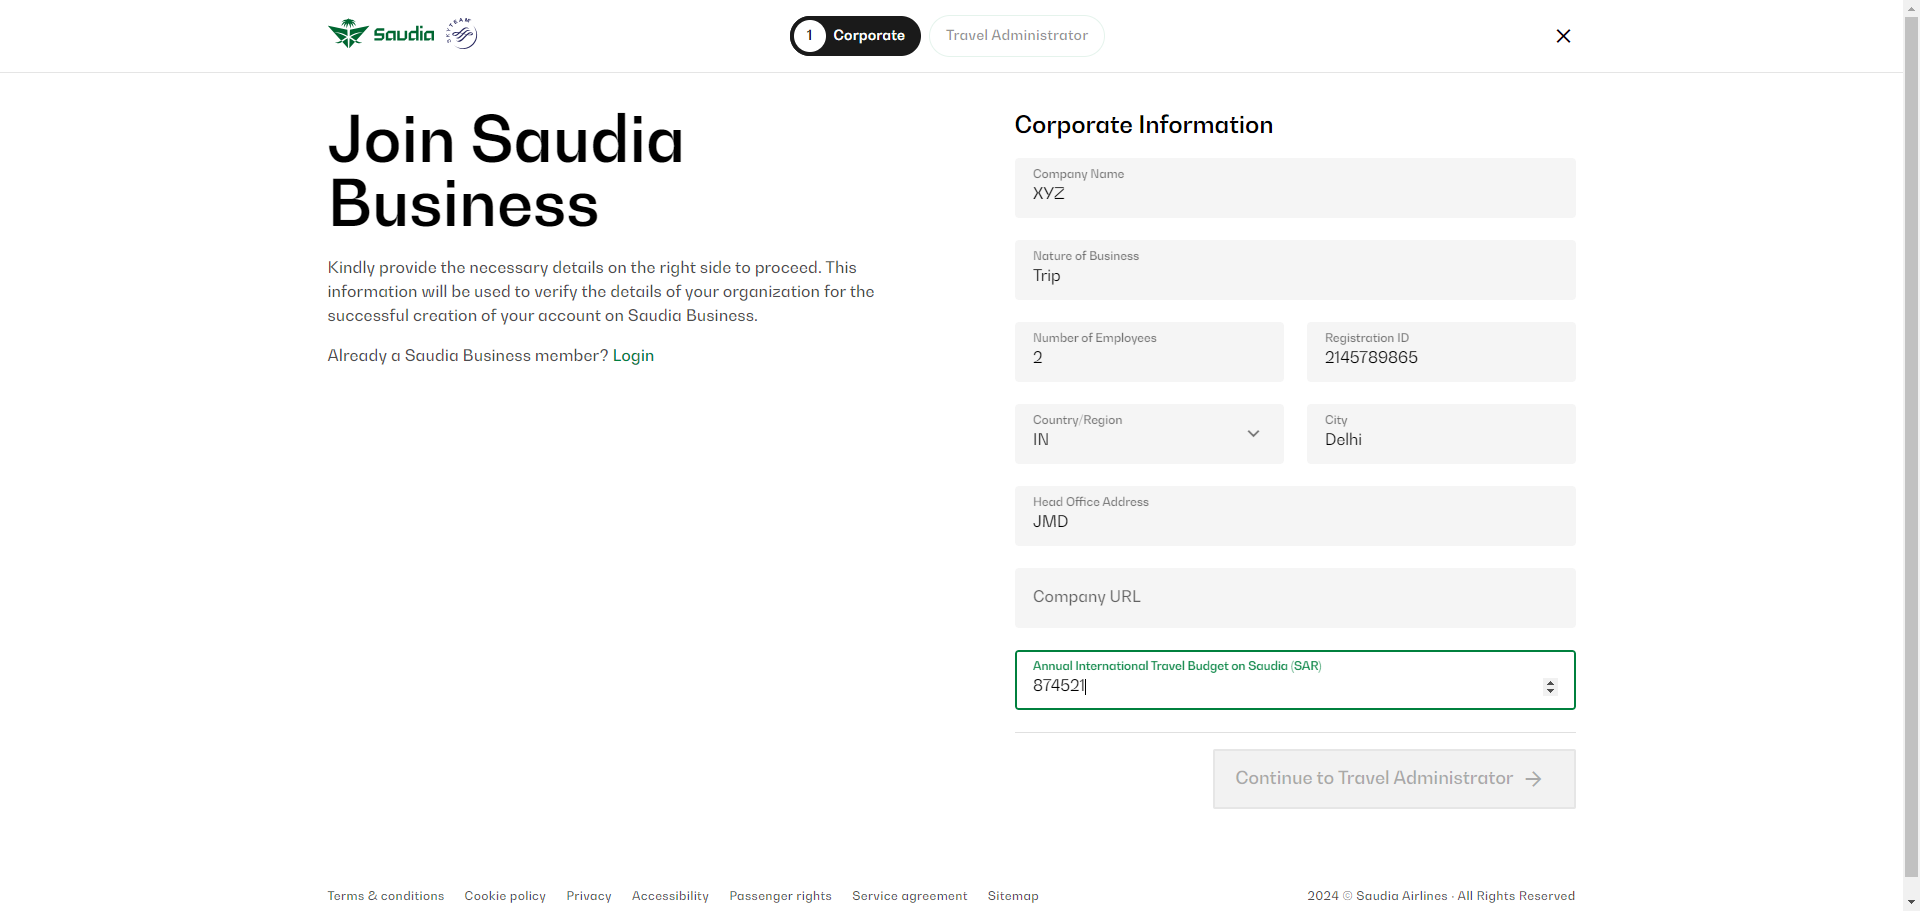 Saudia
SKYTEAM
1 Corporate
Travel Administrator
Join Saudia
Business
Kindly provide the necessary details on the right side to proceed. This
information will be used to verify the details of your organization for the
successful creation of your account on Saudia Business.
Already a Saudia Business member? Login
Corporate Information
Company Name
XYZ
Nature of Business
Trip
Number of Employees
2
Registration ID
2145789865
Country/Region
IN
City
Delhi
Head Office Address
JMD
Company URL
Annual International Travel Budget on Saudia (SAR)
874521
Continue to Travel Administrator
Terms & conditions Cookie policy Privacy Accessibility Passenger rights Service agreement Sitemap
2024 © Saudia Airlines · All Rights Reserved